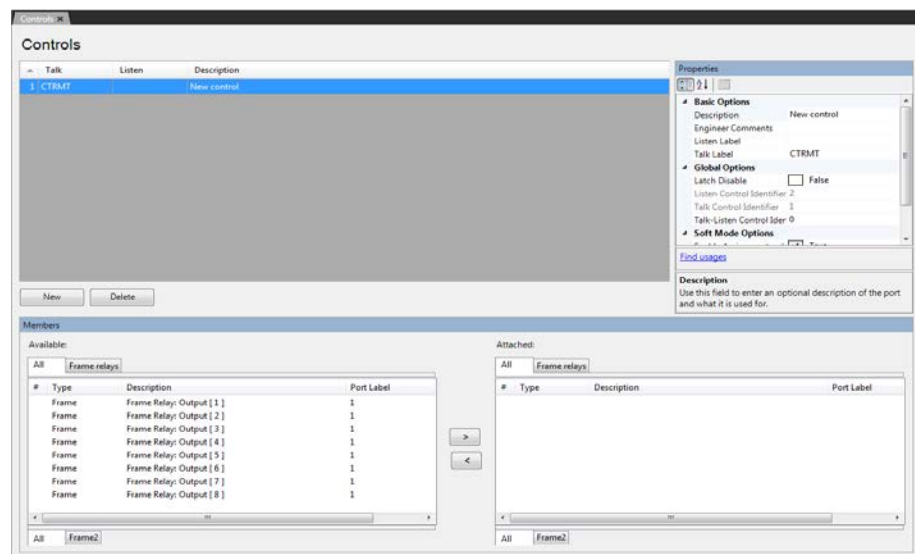 Controls
Controls
Talk Listen Description
1 CTRMT New control
New Delete
Properties
Basic Options
Description New control
Engineer Comments
Listen Label
Talk Label CTRMT
Global Options
Latch Disable False
Listen Control Identifier 2
Talk Control Identifier 1
Talk-Listen Control Ider 0
Soft Mode Options
Find usages
Description
Use this field to enter an optional description of the port
and what it is used for.
Members
Available:
All Frame relays
# Type Description Port Label
Frame Frame Relay: Output [ 1 ] 1
Frame Frame Relay: Output [ 2 ] 1
Frame Frame Relay: Output [ 3 ] 1
Frame Frame Relay: Output [ 4 ] 1
Frame Frame Relay: Output [ 5 ] 1
Frame Frame Relay: Output [ 6 ] 1
Frame Frame Relay: Output [ 7 ] 1
Frame Frame Relay: Output [ 8 ] 1
All Frame2
>
<
Attached:
All Frame relays
# Type Description Port Label
All Frame2